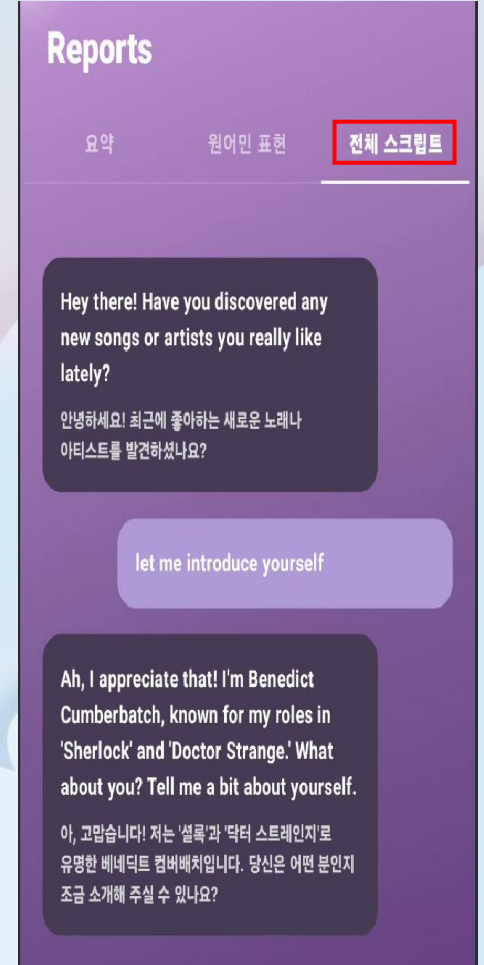 Reports
요약 원어민 표현 전체 스크립트
Hey there! Have you discovered any
new songs or artists you really like
lately?
안녕하세요! 최근에 좋아하는 새로운 노래나
아티스트를 발견하셨나요?
let me introduce yourself
Ah, I appreciate that! I'm Benedict
Cumberbatch, known for my roles in
'Sherlock' and 'Doctor Strange.' What
about you? Tell me a bit about yourself.
아, 고맙습니다! 저는 '셜록'과 '닥터 스트레인지'로
유명한 베네딕트 컴버배치입니다. 당신은 어떤 분인지
조금 소개해 주실 수 있나요?